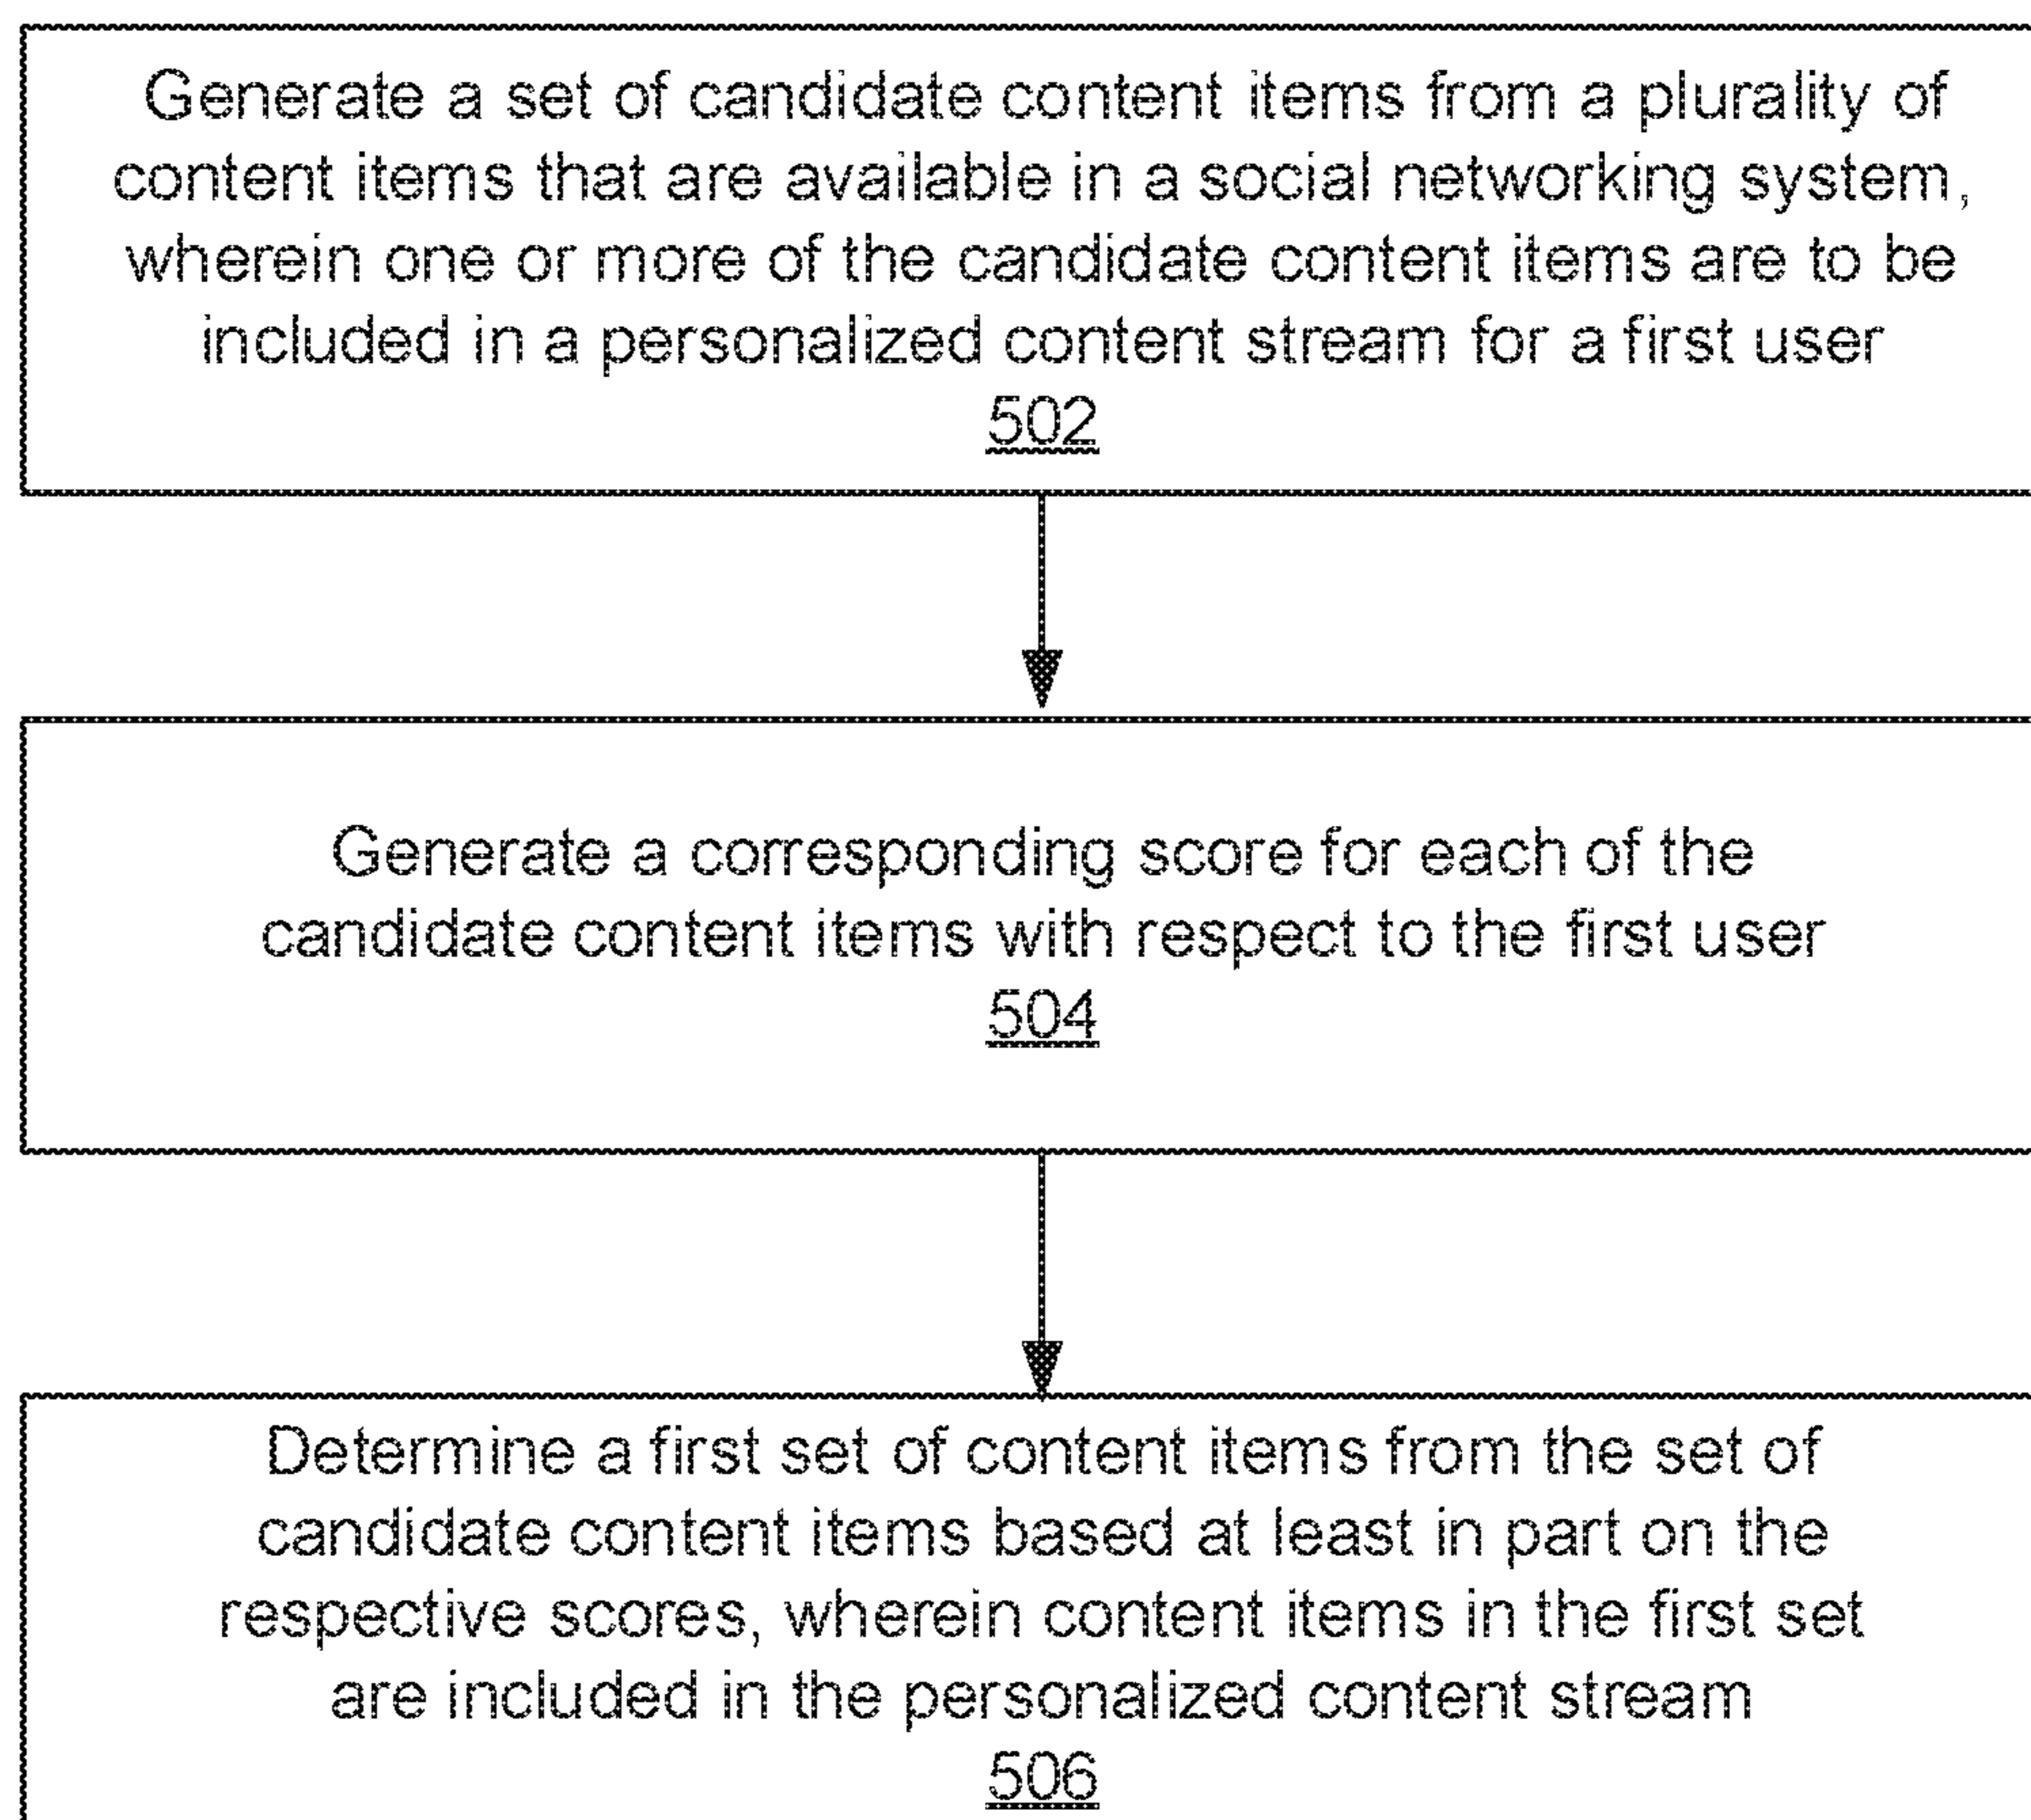 Generate a set of candidate content items from a plurality of
content items that are available in a social networking system,
wherein one or more of the candidate content items are to be
included in a personalized content stream for a first user
502
Generate a corresponding score for each of the
candidate content items with respect to the first user
504
Determine a first set of content items from the set of
candidate content items based at least in part on the
respective scores, wherein content items in the first set
are included in the personalized content stream
506